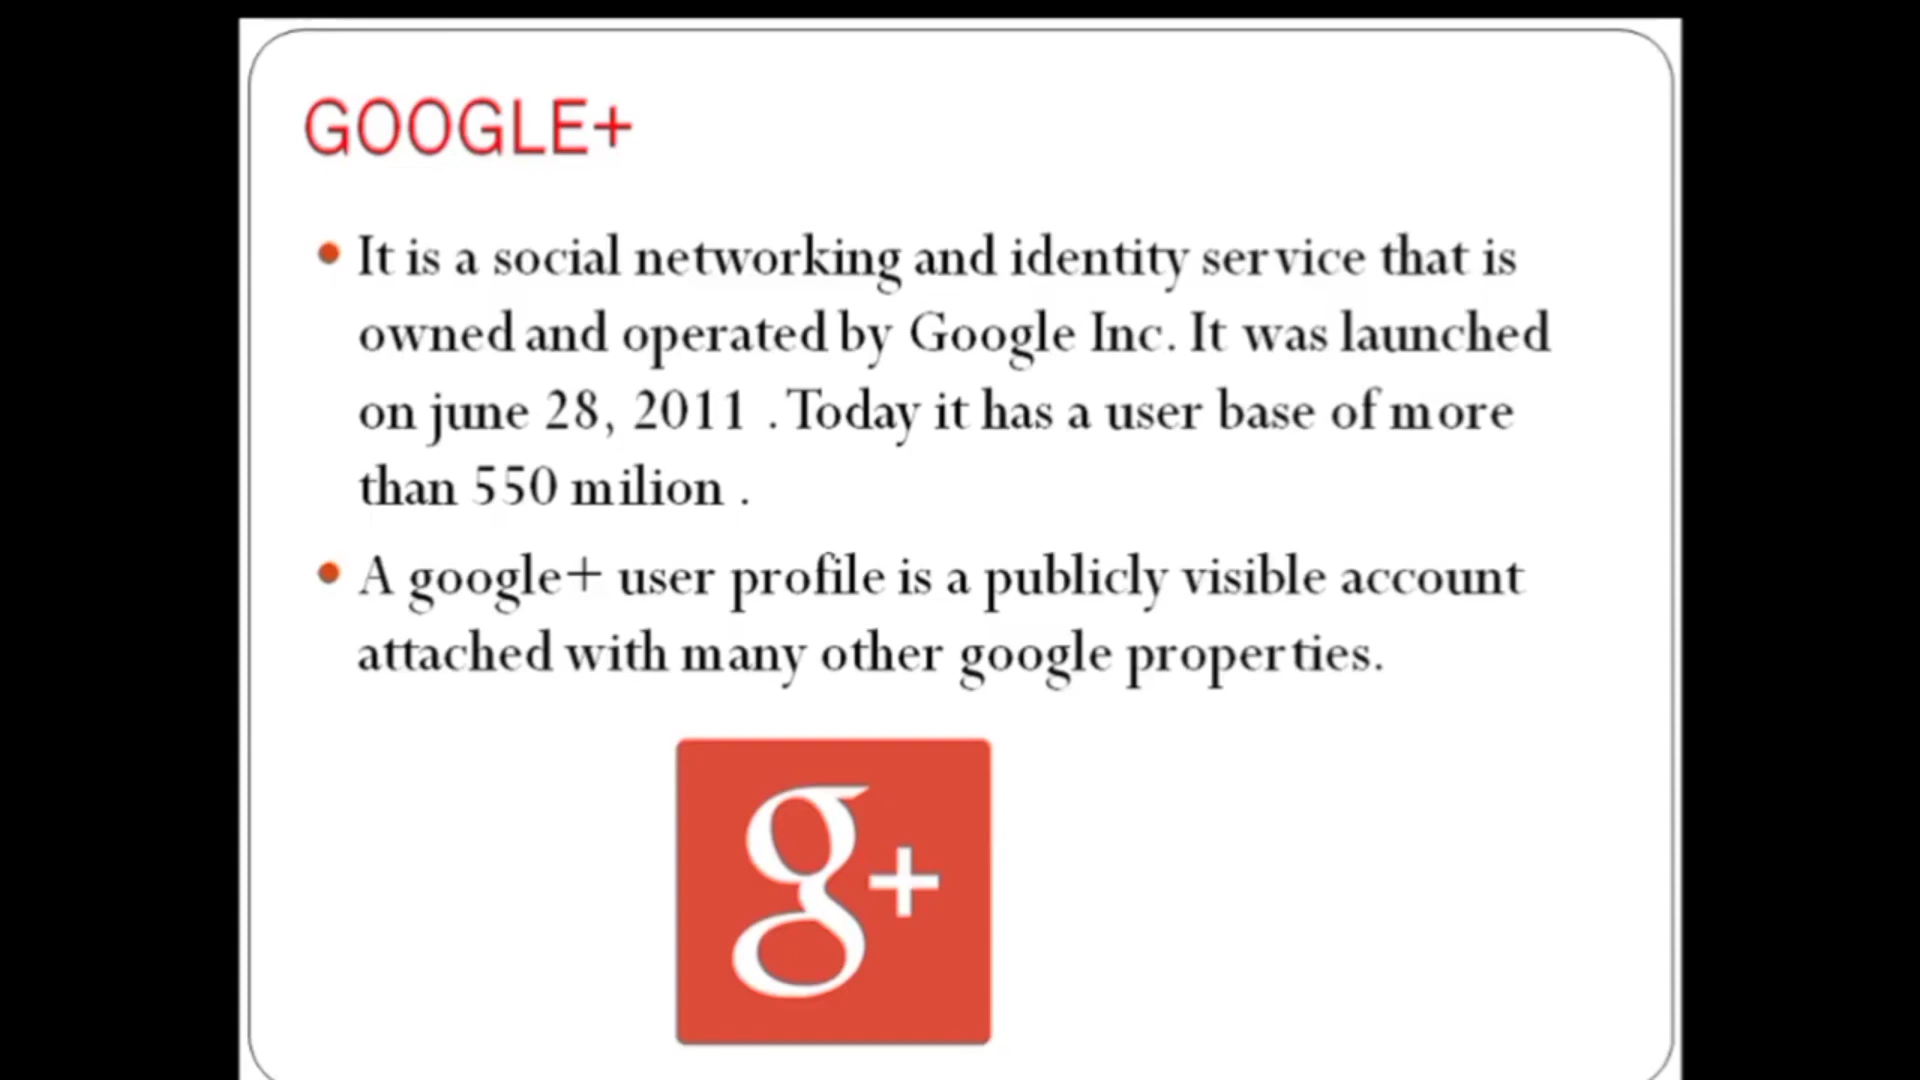 GOOGLE+
It is a social networking and identity service that is
owned and operated by Google Inc. It was launched
on june 28, 2011 . Today it has a user base of more
than 550 milion .
A google+ user profile is a publicly visible account
attached with many other google properties.
g+